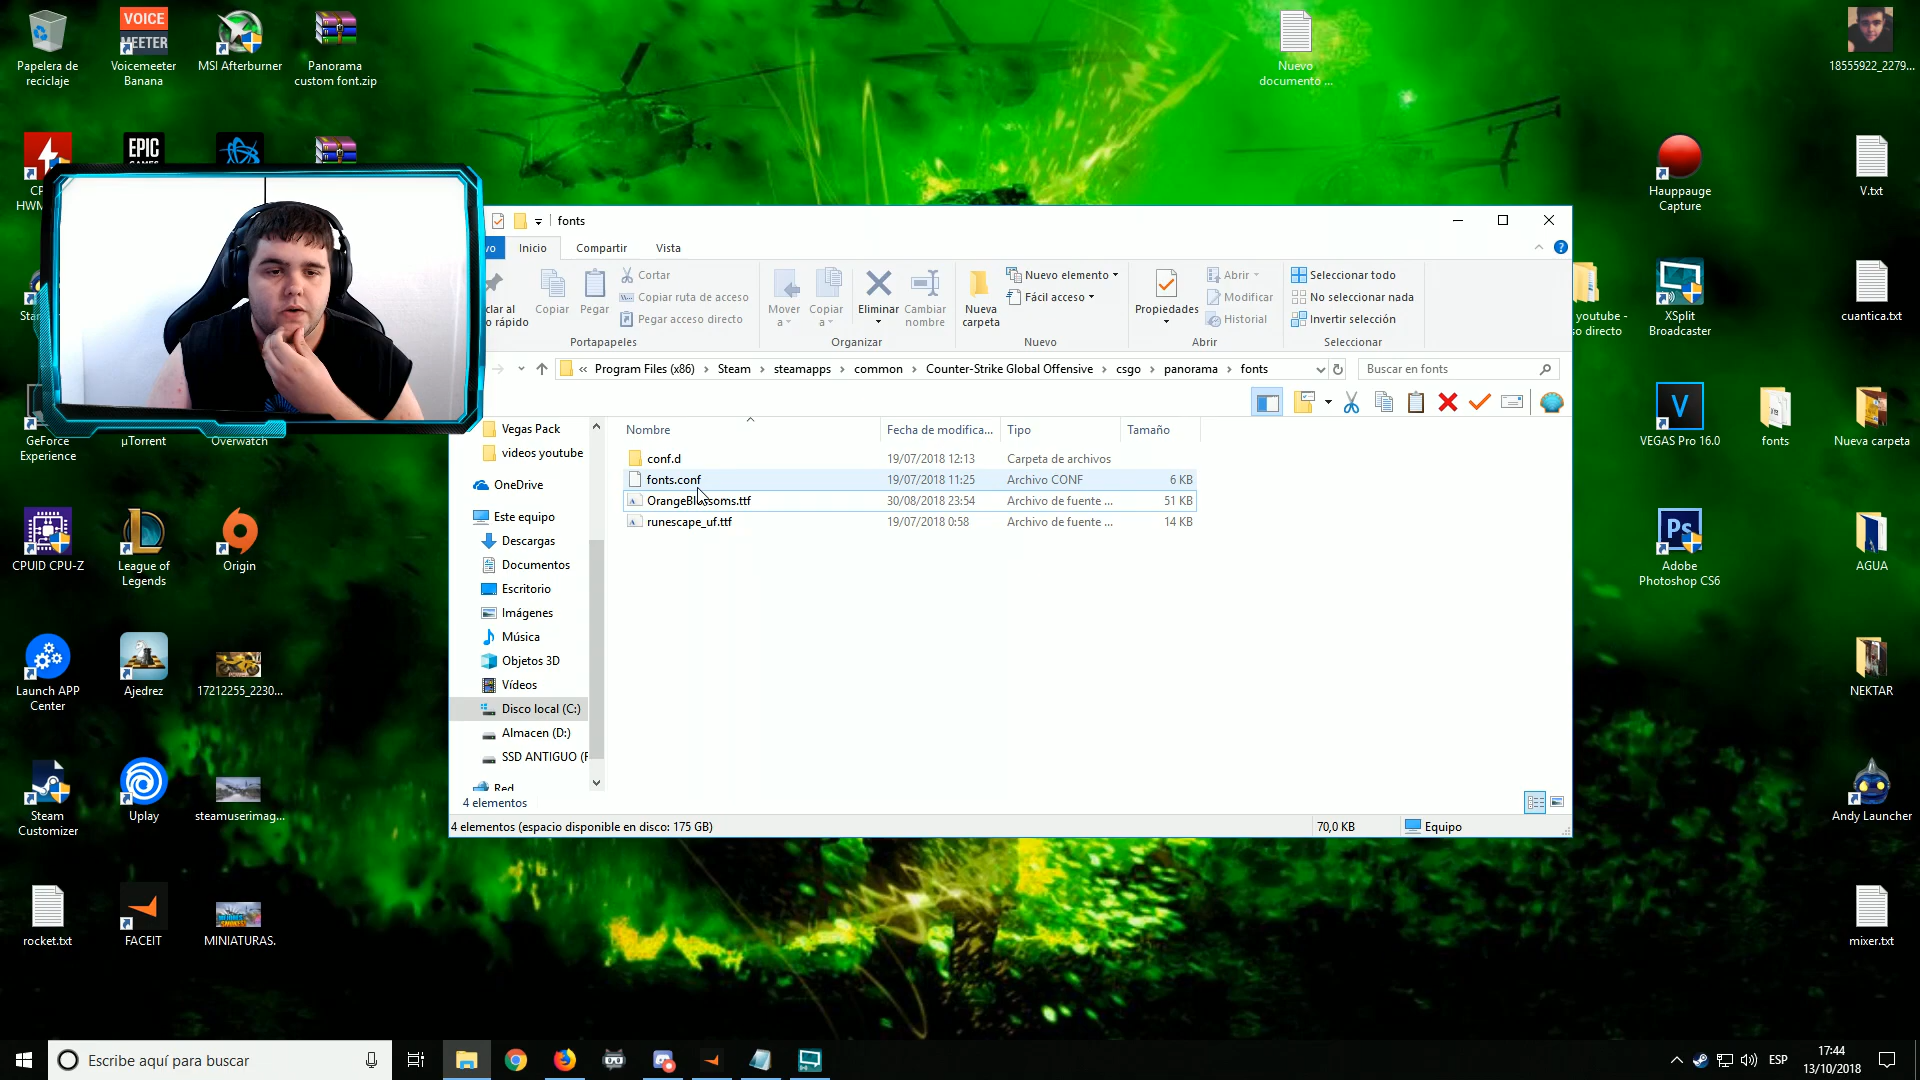 Papelera de
reciclaje
VOICE
MEETER
Voicemeeter
Banana
MSI Afterburner
Panorama
custom font.zip
Nuevo
documento ...
18555922_2279...
EPIC
CP
HWN
GeForce
Experience
µTorrent
Overwatch
CPUID CPU-Z
League of
Legends
Origin
Launch APP
Center
Ajedrez
17212255_2230...
Steam
Customizer
Uplay
steamuserimag...
rocket.txt
FACEIT
MINIATURAS.
Hauppauge
Capture
V.txt
youtube -
so directo
XSplit
Broadcaster
cuantica.txt
V
VEGAS Pro 16.0
fonts
Nueva carpeta
Ps
Adobe
Photoshop CS6
AGUA
NEKTAR
Andy Launcher
mixer.txt
fonts
vo
Inicio
Compartir
Vista
clar al
o rápido
Copiar
Pegar
Cortar
Copiar ruta de acceso
Pegar acceso directo
Portapapeles
Mover
a
Copiar
a
Eliminar
Cambiar
nombre
Organizar
Nueva
carpeta
Nuevo elemento
Fácil acceso
Nuevo
Propiedades
Abrir
Modificar
Historial
Abrir
Seleccionar todo
No seleccionar nada
Invertir selección
Seleccionar
« Program Files (x86) > Steam > steamapps > common > Counter-Strike Global Offensive > csgo > panorama > fonts
Buscar en fonts
Vegas Pack
videos youtube
OneDrive
Este equipo
Descargas
Documentos
Escritorio
Imágenes
Música
Objetos 3D
Vídeos
Disco local (C:)
Almacen (D:)
SSD ANTIGUO (F
Red
Nombre Fecha de modifica... Tipo Tamaño
conf.d 19/07/2018 12:13 Carpeta de archivos
fonts.conf 19/07/2018 11:25 Archivo CONF 6 KB
OrangeBlossoms.ttf 30/08/2018 23:54 Archivo de fuente ... 51 KB
runescape_uf.ttf 19/07/2018 0:58 Archivo de fuente ... 14 KB
4 elementos
4 elementos (espacio disponible en disco: 175 GB)
70,0 KB
Equipo
Escribe aquí para buscar
ESP
17:44
13/10/2018